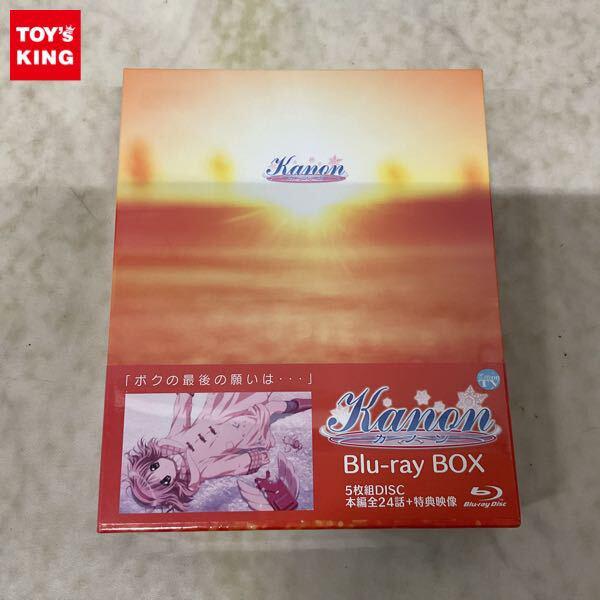 TOY's
KING
Kanon
「ボクの最後の願いは・・・」
Kanon
カノン
Blu-ray BOX
5枚組DISC
本編全24話+特典映像
Blu-ray Disc